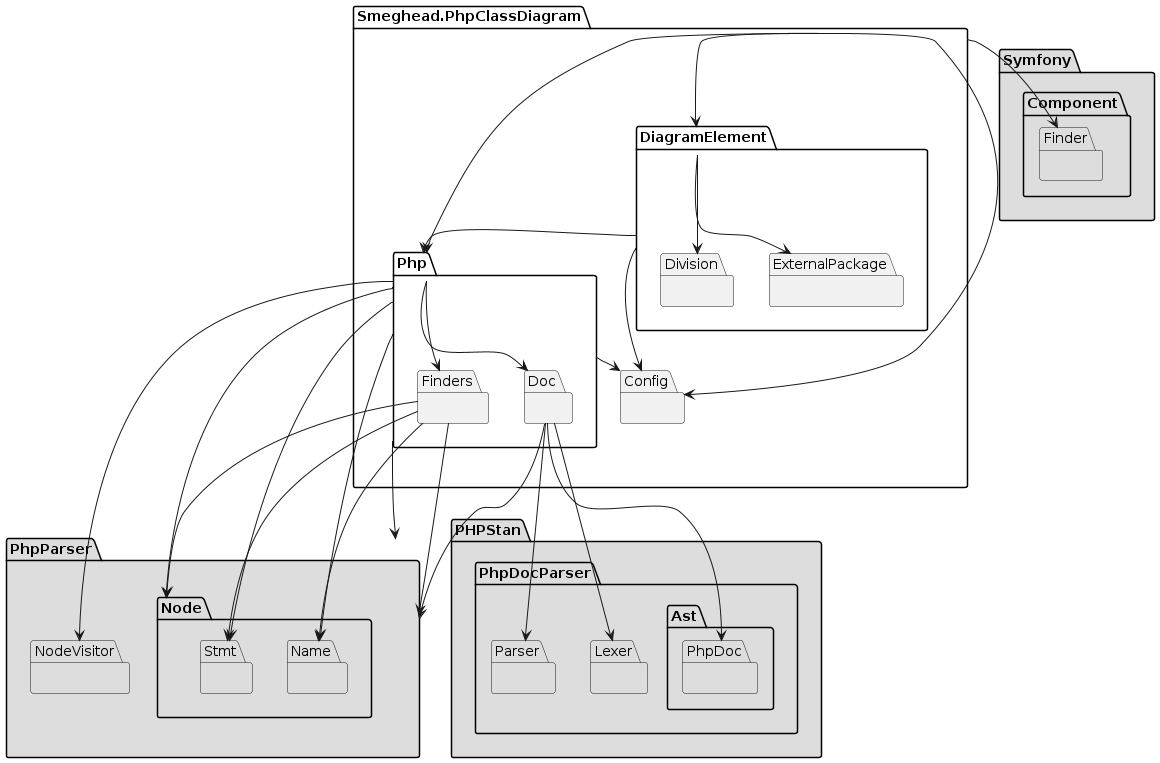 Smeghead.PhpClassDiagram
Symfony
Component
Finder
DiagramElement
Division
ExternalPackage
Php
Finders
Doc
Config
PhpParser
NodeVisitor
Node
Stmt
Name
PHPStan
PhpDocParser
Parser
Lexer
Ast
PhpDoc